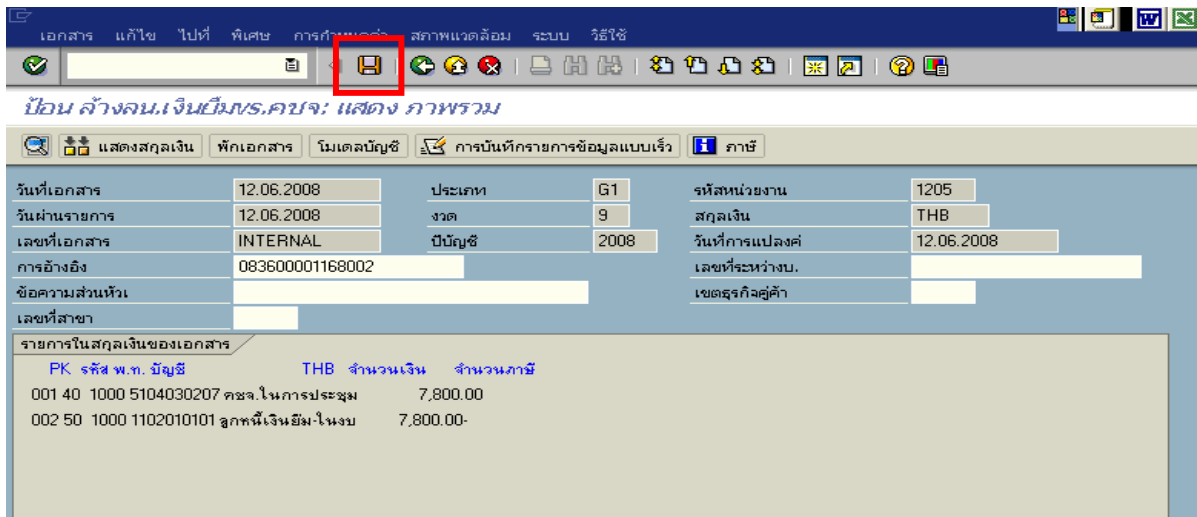 เอกสาร แก้ไข ไปที่ พิเศษ การกำหนดค่า สภาพแวดล้อม ระบบ วิธีใช้
ป้อน ล้างลน.เงินยืมvs.คชจ: แสดง ภาพรวม
แสดงสกุลเงิน พักเอกสาร โมเดลบัญชี การบันทึกรายการข้อมูลแบบเร็ว ภาษี
วันที่เอกสาร 12.06.2008 ประเภท G1 รหัสหน่วยงาน 1205
วันผ่านรายการ 12.06.2008 งวด 9 สกุลเงิน THB
เลขที่เอกสาร INTERNAL ปีบัญชี 2008 วันที่การแปลงค่ 12.06.2008
การอ้างอิง 083600001168002 เลขที่ระหว่างบ.
ข้อความส่วนหัวเ เขตธุรกิจคู่ค้า
เลขที่สาขา
รายการในสกุลเงินของเอกสาร
PK รหัส พ.ท. บัญชี THB จำนวนเงิน จำนวนภาษี
001 40 1000 5104030207 คชจ.ในการประชุม 7,800.00
002 50 1000 1102010101 ลูกหนี้เงินยืม-ในงบ 7,800.00-